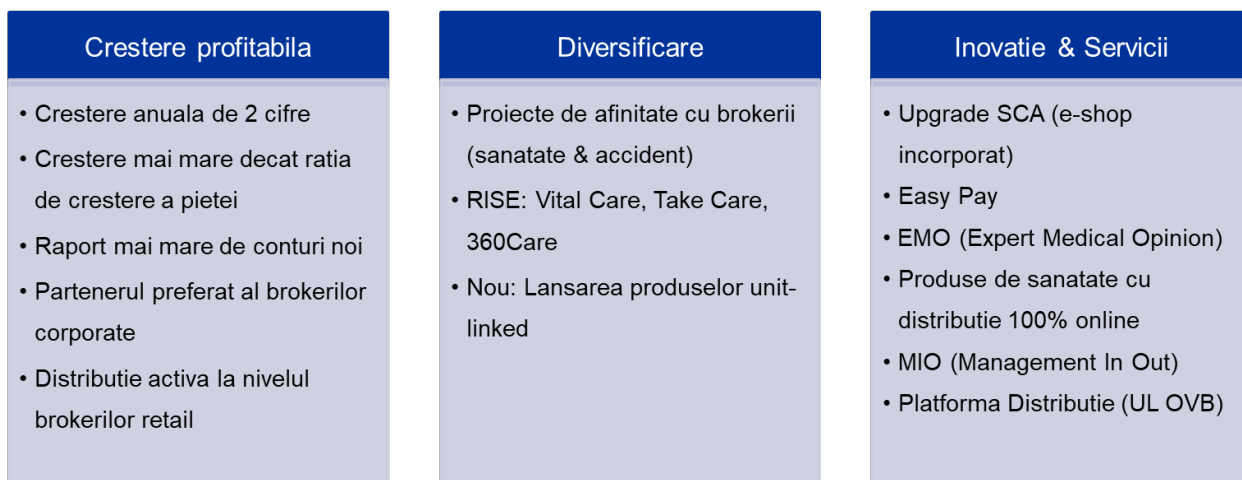 Crestere profitabila
• Crestere anuala de 2 cifre
• Crestere mai mare decat ratia
de crestere a pietei
• Raport mai mare de conturi noi
• Partenerul preferat al brokerilor
corporate
• Distributie activa la nivelul
brokerilor retail
Diversificare
• Proiecte de afinitate cu brokerii
(sanatate & accident)
• RISE: Vital Care, Take Care,
360Care
• Nou: Lansarea produselor unit-
linked
Inovatie & Servicii
• Upgrade SCA (e-shop
incorporat)
• Easy Pay
• EMO (Expert Medical Opinion)
• Produse de sanatate cu
distributie 100% online
• MIO (Management In Out)
• Platforma Distributie (UL OVB)